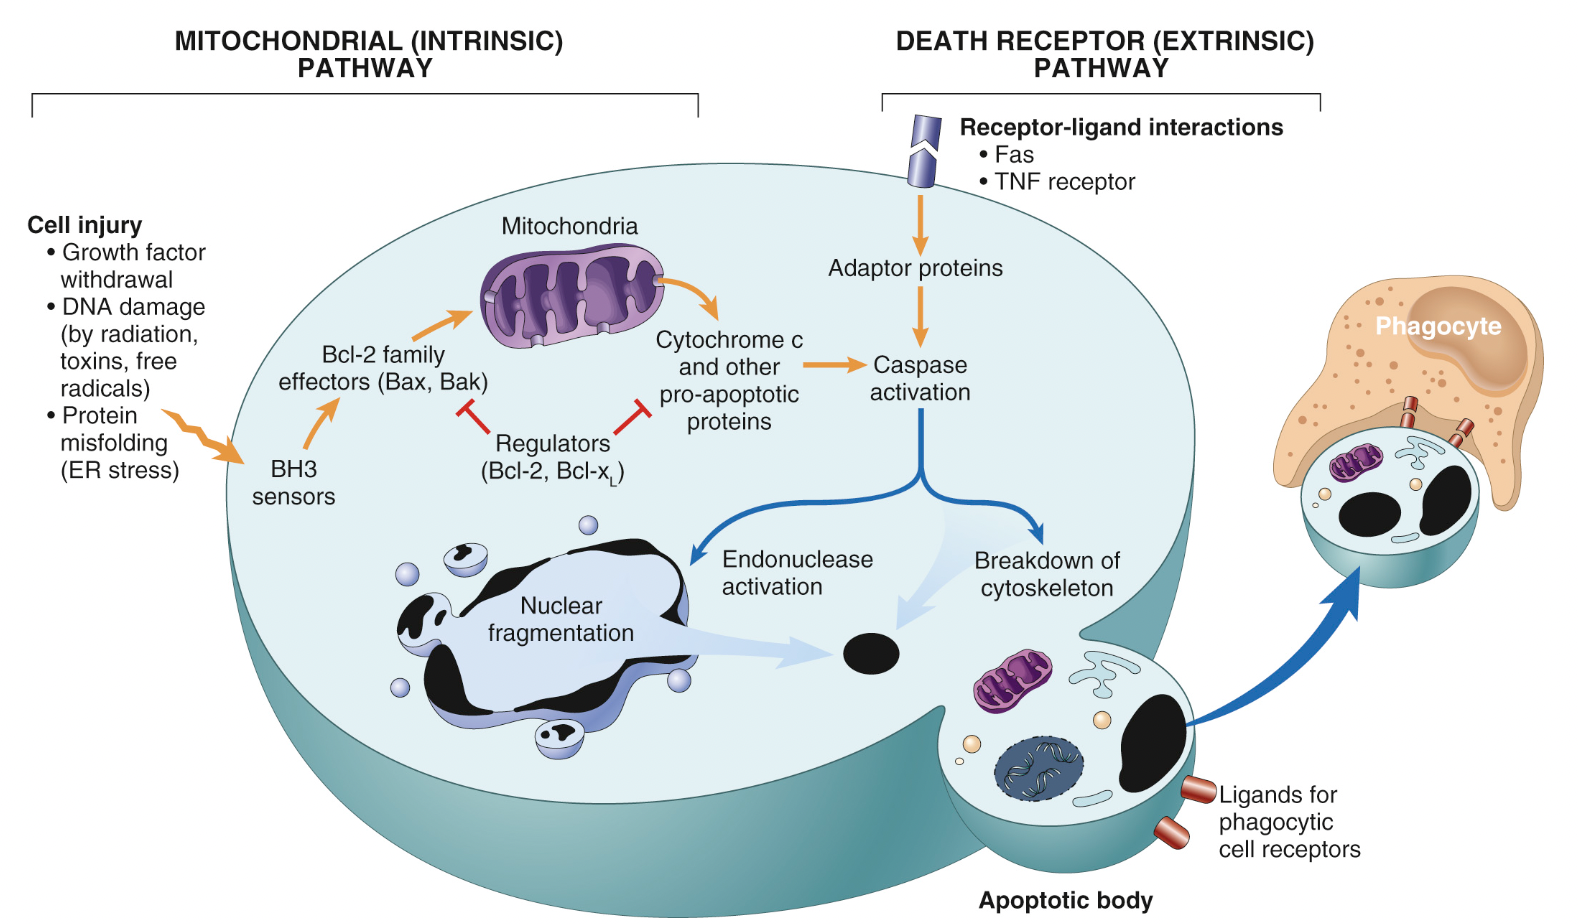 MITOCHONDRIAL (INTRINSIC)
PATHWAY
DEATH RECEPTOR (EXTRINSIC)
PATHWAY
Receptor-ligand interactions
• Fas
• TNF receptor
Cell injury
• Growth factor
withdrawal
• DNA damage
(by radiation,
toxins, free
radicals)
• Protein
misfolding
(ER stress)
Mitochondria
Adaptor proteins
Bcl-2 family
effectors (Bax, Bak)
Cytochrome c
and other
pro-apoptotic
proteins
Caspase
activation
Phagocyte
BH3
sensors
Regulators
(Bcl-2, Bcl-xL)
Endonuclease
activation
Breakdown of
cytoskeleton
Nuclear
fragmentation
Ligands for
phagocytic
cell receptors
Apoptotic body